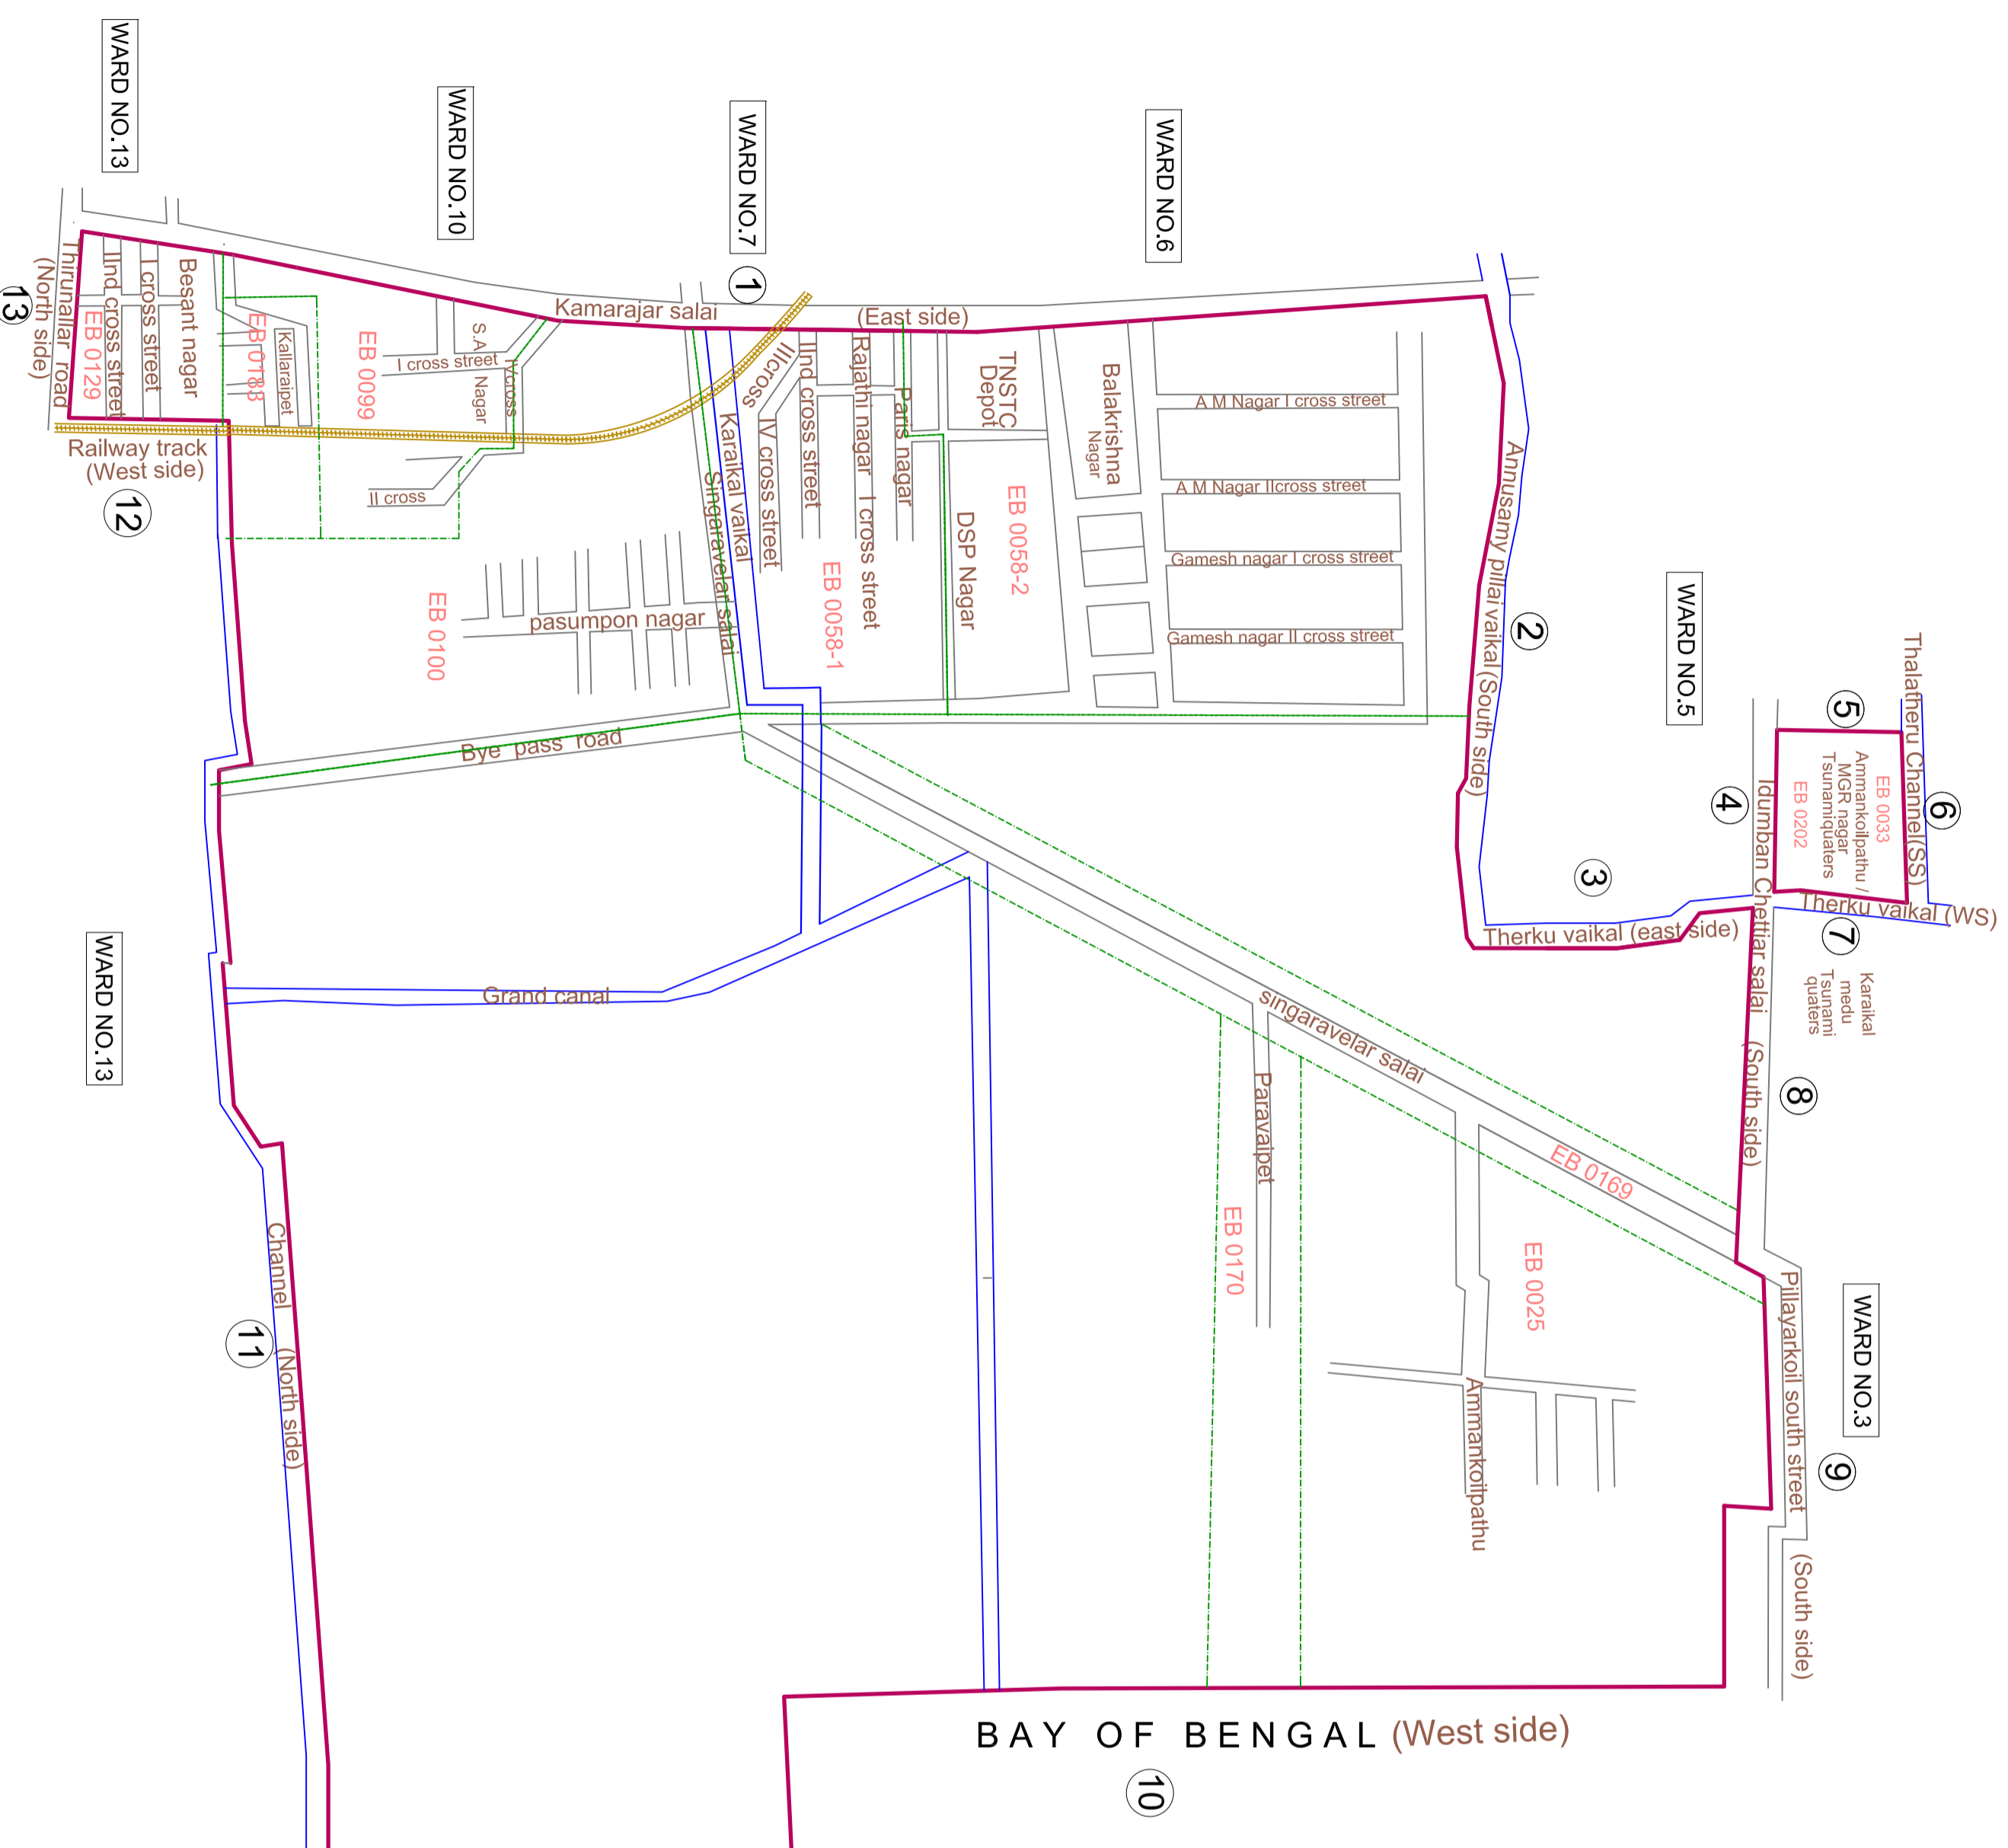 WARD NO.13
WARD NO.10
WARD NO.7
WARD NO.6
1
Kamarajar salai
(East side)
Thirunallar road
(North side)
13
EB 0129
IInd cross street
I cross street
Besant nagar
EB 0188
Kallaraipet
EB 0099
S.A
Nagar
I cross street
IVcross
II cross
Railway track
(West side)
12
EB 0100
pasumpon nagar
Karaikal vaikal
Singaravelar salai
IIIcross
IV cross street
IInd cross street
Rajathi nagar
I cross street
Paris nagar
EB 0058-1
TNSTC
Depot
DSP Nagar
EB 0058-2
Balakrishna
Nagar
A M Nagar I cross street
A M Nagar IIcross street
Gamesh nagar I cross street
Gamesh nagar II cross street
Annusamy pillai vaikal(South side)
2
WARD NO.5
Thalatheru Channel(SS)
5
6
EB 0033
Ammankoilpathu /
MGR nagar
Tsunamiquaters
EB 0202
4
3
Idumban Chettiar salai
(South side)
Therku vaikal (WS)
7
Therku vaikal (east side)
Karaikal
medu
Tsunami
quaters
8
Bye pass road
WARD NO.13
Grand canal
singaravelar salai
Paravaipet
EB 0169
EB 0170
EB 0025
Ammankoilpathu
WARD NO.3
Pillayarkoil south street
9
(South side)
Channel
(North side)
11
BAY OF BENGAL (West side)
10